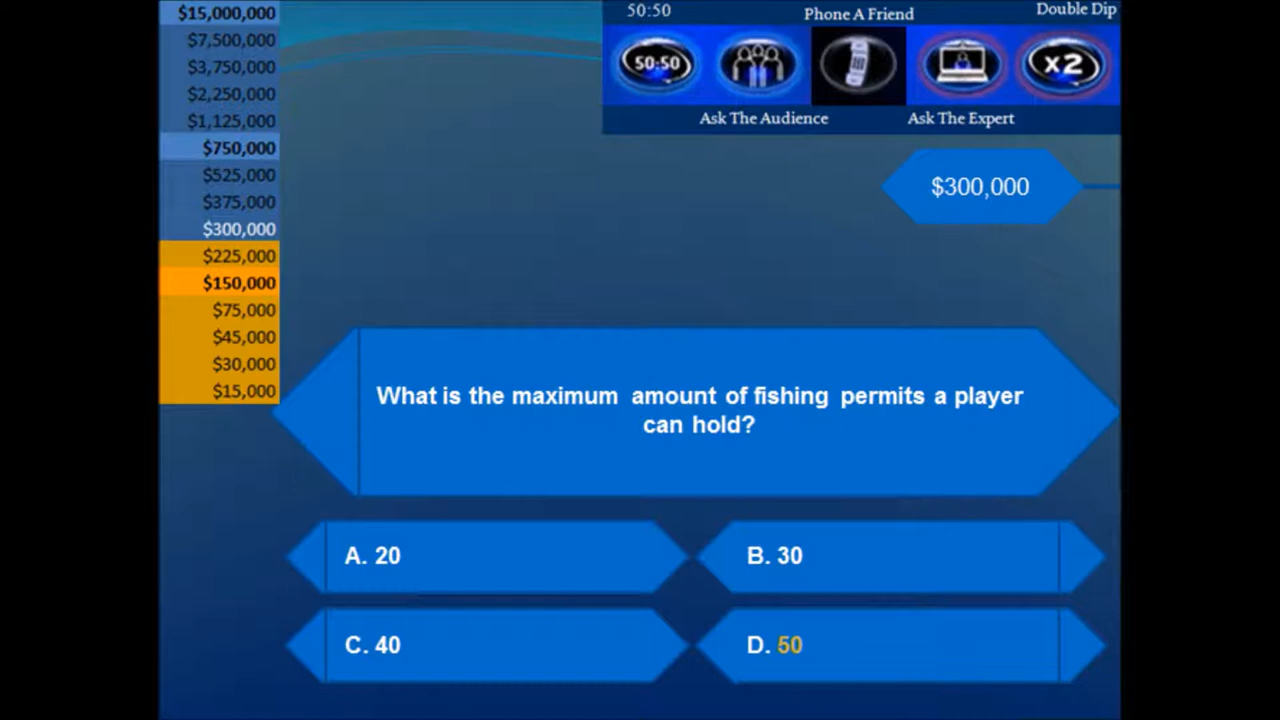 $15,000,000
$7,500,000
$3,750,000
$2,250,000
$1,125,000
$750,000
$525,000
$375,000
$300,000
$225,000
$150,000
$75,000
$45,000
$30,000
$15,000
50:50
Phone A Friend
Double Dip
50:50
x2
Ask The Audience
Ask The Expert
$300,000
What is the maximum amount of fishing permits a player
can hold?
A. 20
B. 30
C. 40
D. 50